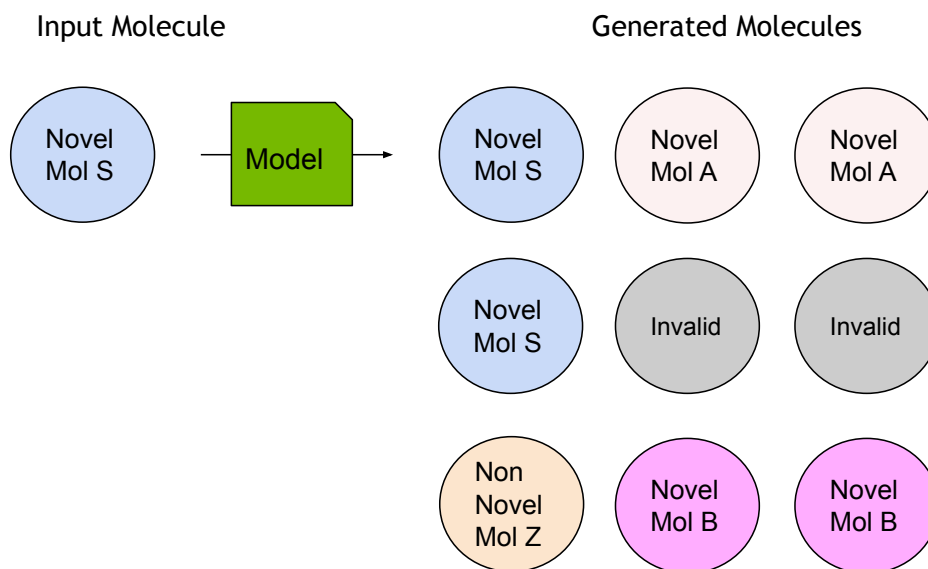 Input Molecule
Generated Molecules
Novel
Mol S
Model
Novel
Mol S
Novel
Mol A
Novel
Mol A
Novel
Mol S
Invalid
Invalid
Non
Novel
Mol Z
Novel
Mol B
Novel
Mol B